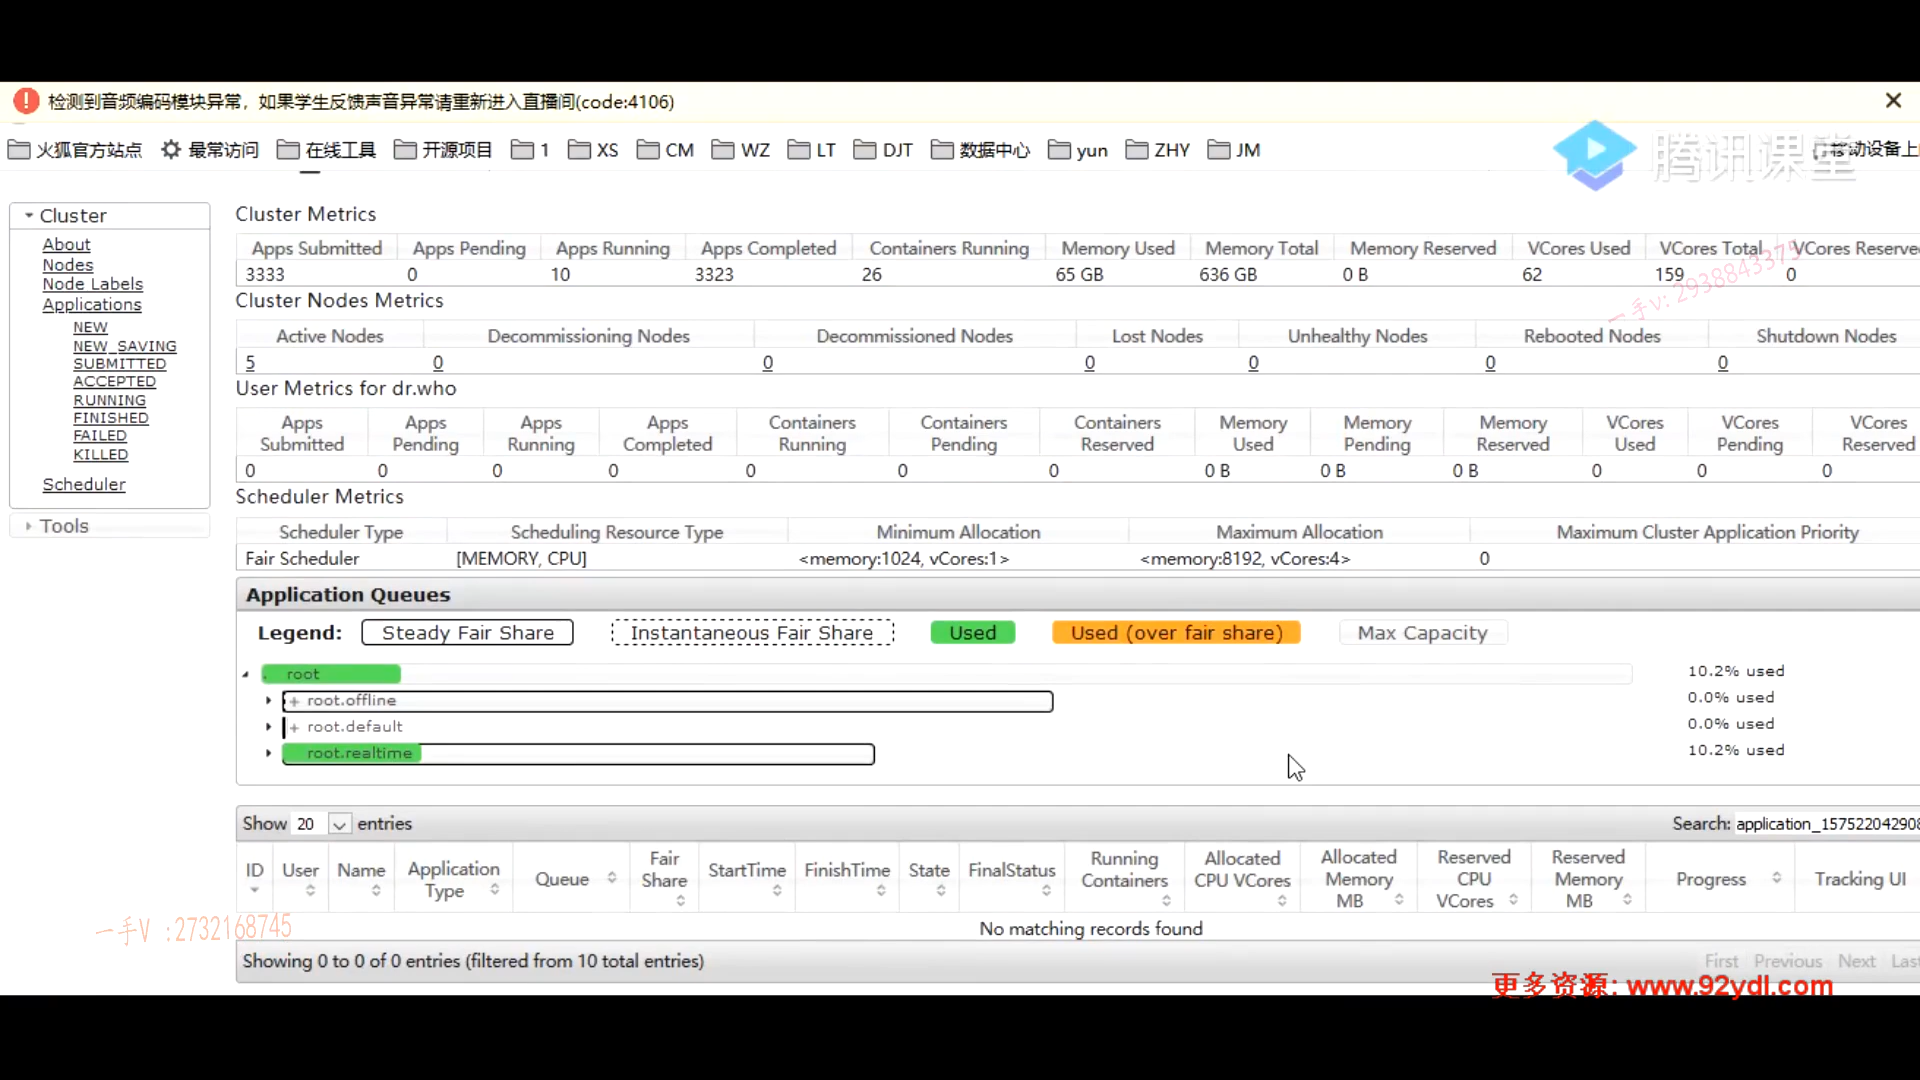 检测到音频编码模块异常，如果学生反馈声音异常请重新进入直播间(code:4106)
火狐官方站点 最常访问 在线工具 开源项目 1 XS CM WZ LT DJT 数据中心 yun ZHY JM 移动设备上
腾讯课堂
Cluster
About
Nodes
Node Labels
Applications
NEW
NEW_SAVING
SUBMITTED
ACCEPTED
RUNNING
FINISHED
FAILED
KILLED
Scheduler
Tools
Cluster Metrics
Apps Submitted Apps Pending Apps Running Apps Completed Containers Running Memory Used Memory Total Memory Reserved VCores Used VCores Total VCores Reserve
3333 0 10 3323 26 65 GB 636 GB 0 B 62 159 0
一手v: 2938843375
Cluster Nodes Metrics
Active Nodes Decommissioning Nodes Decommissioned Nodes Lost Nodes Unhealthy Nodes Rebooted Nodes Shutdown Nodes
5 0 0 0 0 0 0
User Metrics for dr.who
Apps Submitted Apps Pending Apps Running Apps Completed Containers Running Containers Pending Containers Reserved Memory Used Memory Pending Memory Reserved VCores Used VCores Pending VCores Reserved
0 0 0 0 0 0 0 0 B 0 B 0 B 0 0 0
Scheduler Metrics
Scheduler Type Scheduling Resource Type Minimum Allocation Maximum Allocation Maximum Cluster Application Priority
Fair Scheduler [MEMORY, CPU] <memory:1024, vCores:1> <memory:8192, vCores:4> 0
Application Queues
Legend: Steady Fair Share Instantaneous Fair Share Used Used (over fair share) Max Capacity
root 10.2% used
+ root.offline 0.0% used
+ root.default 0.0% used
root.realtime 10.2% used
Show 20 entries Search: application_157522042908
ID User Name Application Type Queue Fair Share StartTime FinishTime State FinalStatus Running Containers Allocated CPU VCores Allocated Memory MB Reserved CPU VCores Reserved Memory MB Progress Tracking UI
No matching records found
一手V :2732168745
Showing 0 to 0 of 0 entries (filtered from 10 total entries) First Previous Next Last
更多资源: www.92ydl.com